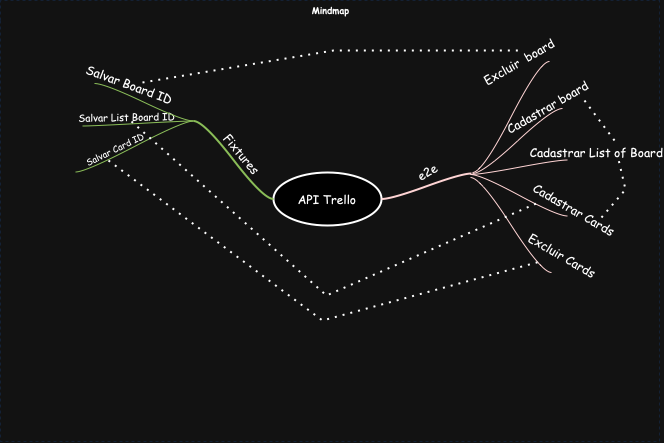 Mindmap
Salvar Board ID
Salvar List Board ID
Salvar Card ID
Fixtures
API Trello
e2e
Excluir board
Cadastrar board
Cadastrar List of Board
Cadastrar Cards
Excluir Cards